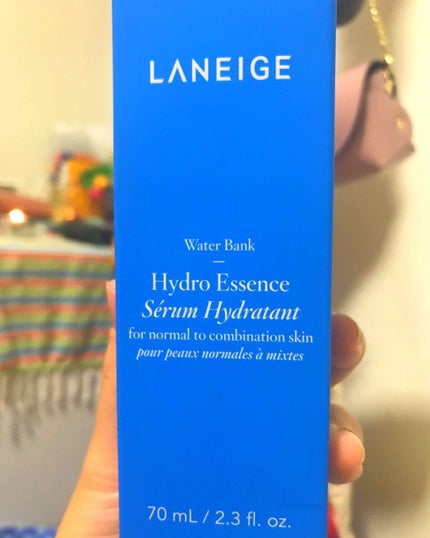 LANEIGE
Water Bank
Hydro Essence
Sérum Hydratant
for normal to combination skin
pour peaux normales à mixtes
70 mL / 2.3 fl. oz.